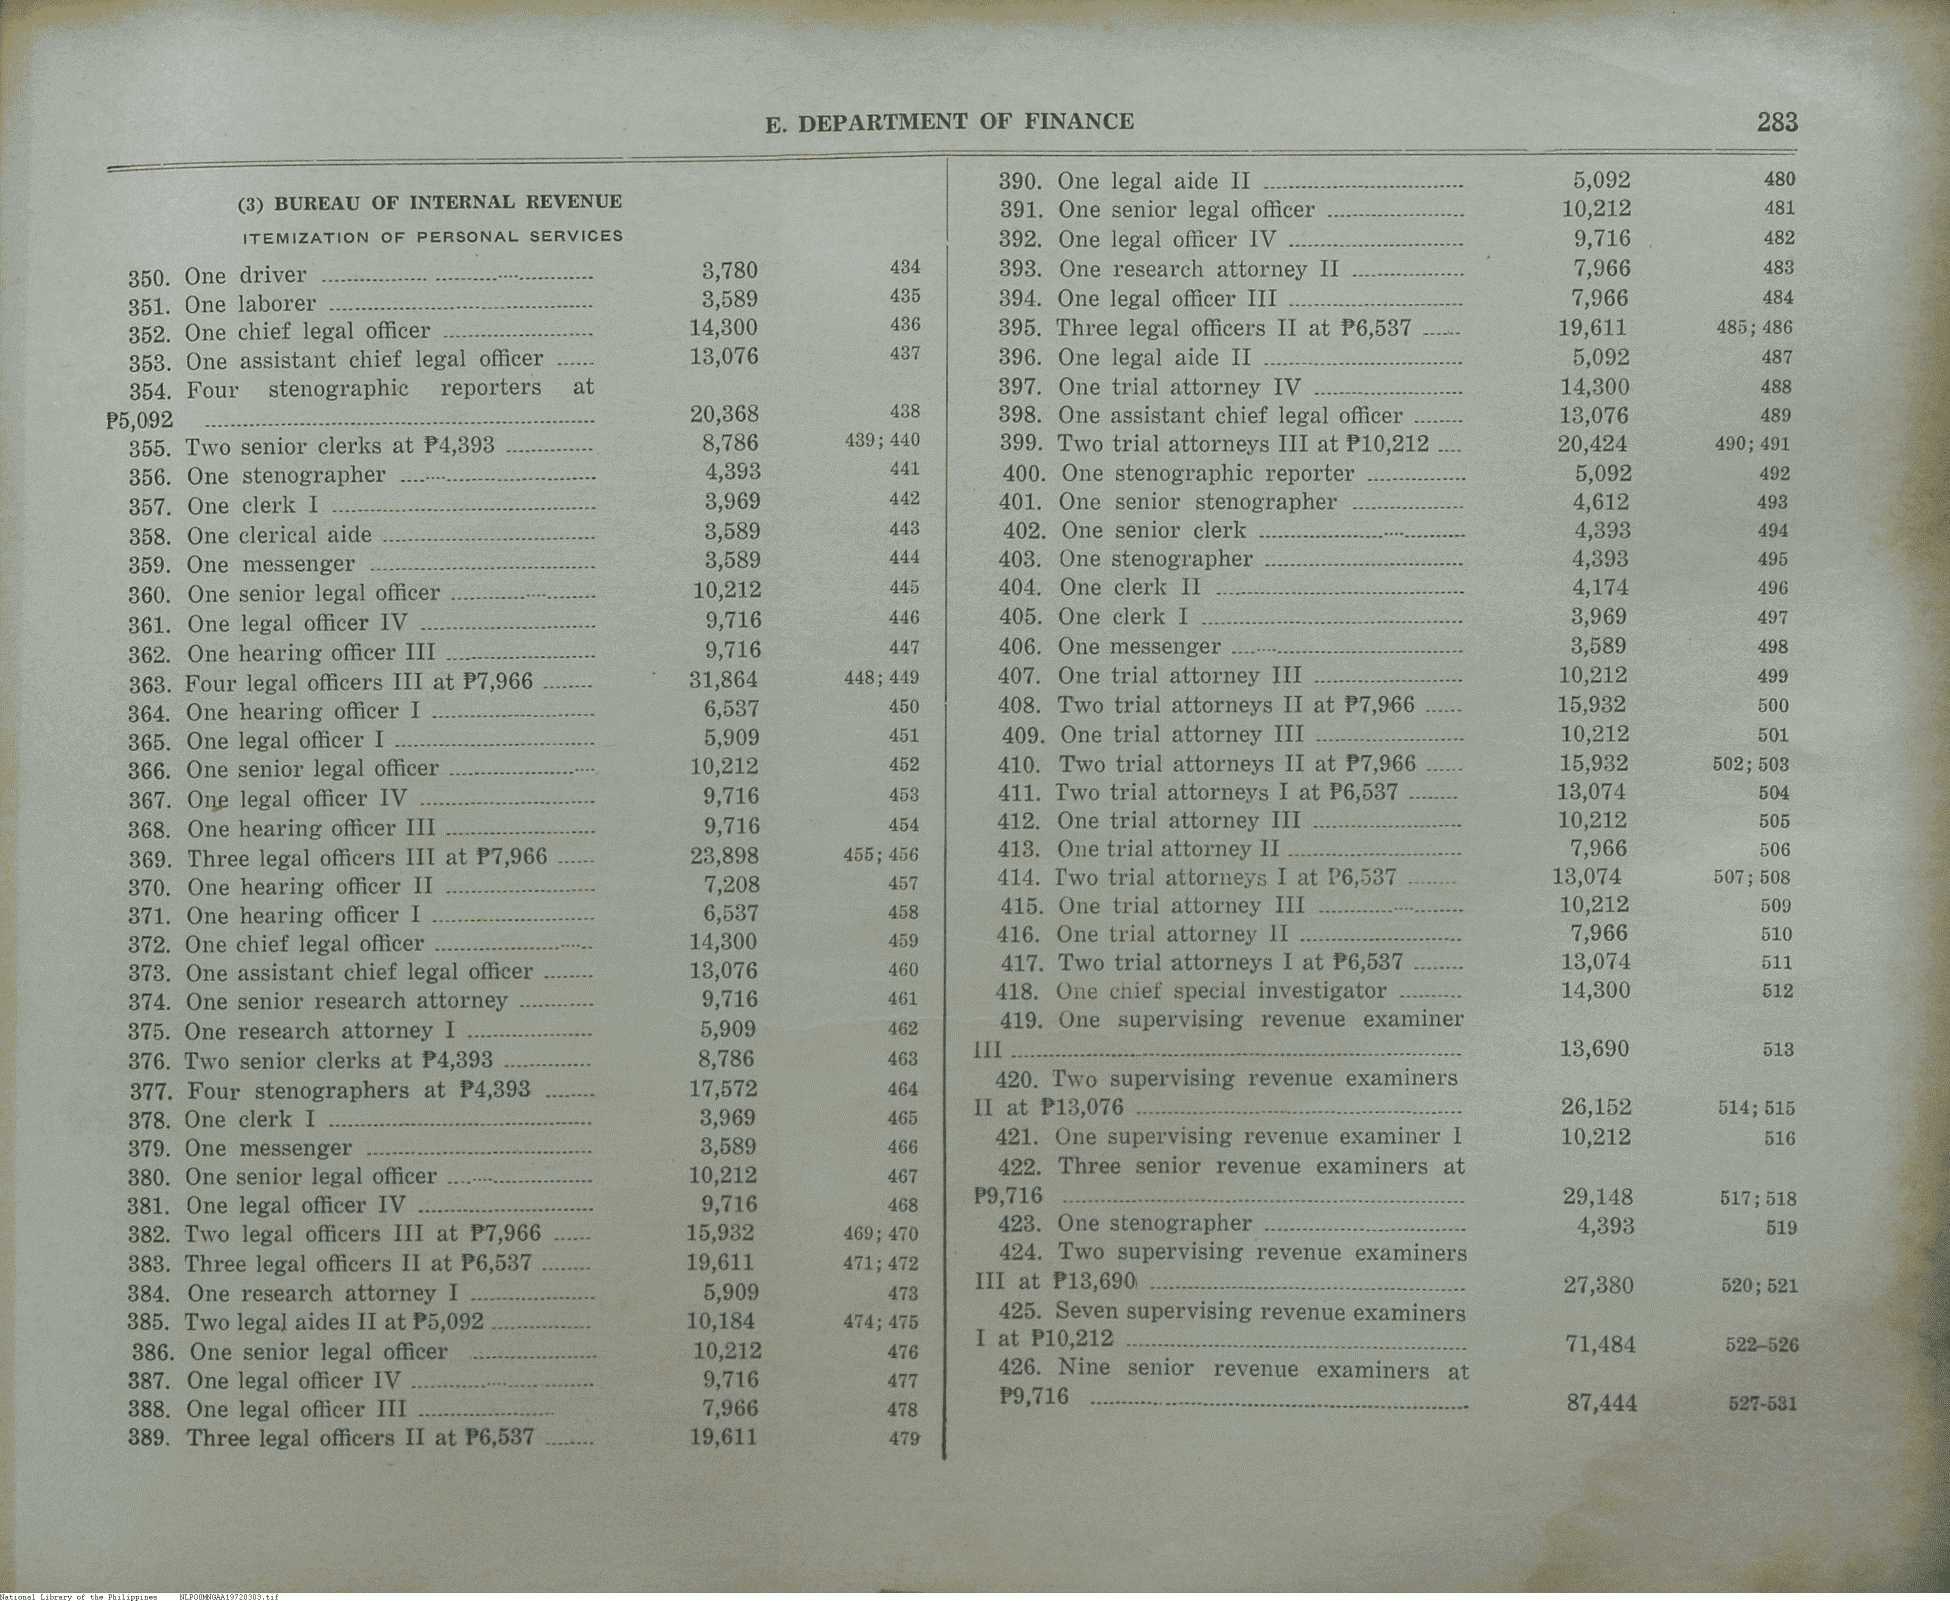 E. DEPARTMENT OF FINANCE 283
(3) BUREAU OF INTERNAL REVENUE
ITEMIZATION OF PERSONAL SERVICES
350. One driver 3,780 434
351. One laborer 3,589 435
352. One chief legal officer 14,300 436
353. One assistant chief legal officer 13,076 437
354. Four stenographic reporters at
₱5,092 20,368 438
355. Two senior clerks at ₱4,393 8,786 439; 440
356. One stenographer 4,393 441
357. One clerk I 3,969 442
358. One clerical aide 3,589 443
359. One messenger 3,589 444
360. One senior legal officer 10,212 445
361. One legal officer IV 9,716 446
362. One hearing officer III 9,716 447
363. Four legal officers III at ₱7,966 31,864 448; 449
364. One hearing officer I 6,537 450
365. One legal officer I 5,909 451
366. One senior legal officer 10,212 452
367. One legal officer IV 9,716 453
368. One hearing officer III 9,716 454
369. Three legal officers III at ₱7,966 23,898 455; 456
370. One hearing officer II 7,208 457
371. One hearing officer I 6,537 458
372. One chief legal officer 14,300 459
373. One assistant chief legal officer 13,076 460
374. One senior research attorney 9,716 461
375. One research attorney I 5,909 462
376. Two senior clerks at ₱4,393 8,786 463
377. Four stenographers at ₱4,393 17,572 464
378. One clerk I 3,969 465
379. One messenger 3,589 466
380. One senior legal officer 10,212 467
381. One legal officer IV 9,716 468
382. Two legal officers III at ₱7,966 15,932 469; 470
383. Three legal officers II at ₱6,537 19,611 471; 472
384. One research attorney I 5,909 473
385. Two legal aides II at ₱5,092 10,184 474; 475
386. One senior legal officer 10,212 476
387. One legal officer IV 9,716 477
388. One legal officer III 7,966 478
389. Three legal officers II at ₱6,537 19,611 479
390. One legal aide II 5,092 480
391. One senior legal officer 10,212 481
392. One legal officer IV 9,716 482
393. One research attorney II 7,966 483
394. One legal officer III 7,966 484
395. Three legal officers II at ₱6,537 19,611 485; 486
396. One legal aide II 5,092 487
397. One trial attorney IV 14,300 488
398. One assistant chief legal officer 13,076 489
399. Two trial attorneys III at ₱10,212 20,424 490; 491
400. One stenographic reporter 5,092 492
401. One senior stenographer 4,612 493
402. One senior clerk 4,393 494
403. One stenographer 4,393 495
404. One clerk II 4,174 496
405. One clerk I 3,969 497
406. One messenger 3,589 498
407. One trial attorney III 10,212 499
408. Two trial attorneys II at ₱7,966 15,932 500
409. One trial attorney III 10,212 501
410. Two trial attorneys II at ₱7,966 15,932 502; 503
411. Two trial attorneys I at ₱6,537 13,074 504
412. One trial attorney III 10,212 505
413. One trial attorney II 7,966 506
414. Two trial attorneys I at ₱6,537 13,074 507; 508
415. One trial attorney III 10,212 509
416. One trial attorney II 7,966 510
417. Two trial attorneys I at ₱6,537 13,074 511
418. One chief special investigator 14,300 512
419. One supervising revenue examiner
III 13,690 513
420. Two supervising revenue examiners
II at ₱13,076 26,152 514; 515
421. One supervising revenue examiner I 10,212 516
422. Three senior revenue examiners at
₱9,716 29,148 517; 518
423. One stenographer 4,393 519
424. Two supervising revenue examiners
III at ₱13,690 27,380 520; 521
425. Seven supervising revenue examiners
I at ₱10,212 71,484 522–526
426. Nine senior revenue examiners at
₱9,716 87,444 527-531
National Library of the Philippines NLPO0MNGAA19720303.tif